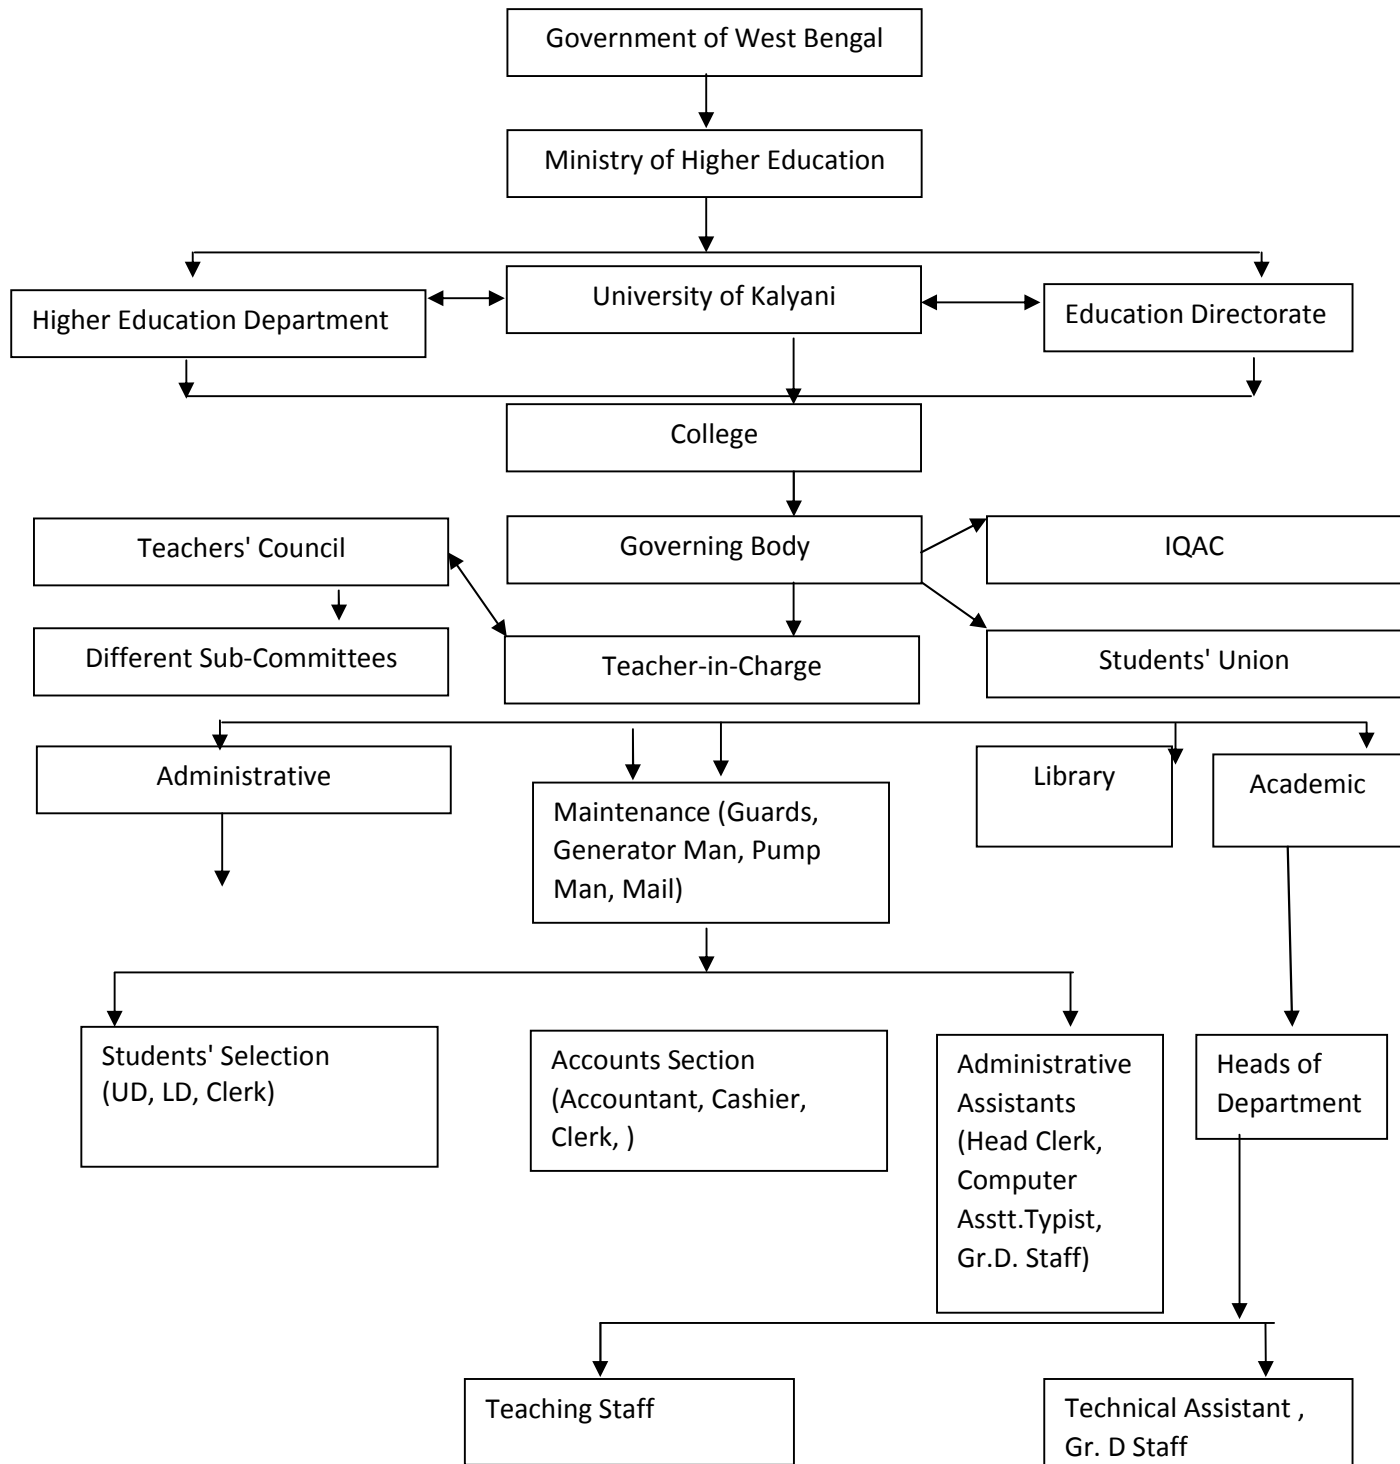 Government of West Bengal
Ministry of Higher Education
Higher Education Department
University of Kalyani
Education Directorate
College
Teachers' Council
Governing Body
IQAC
Different Sub-Committees
Teacher-in-Charge
Students' Union
Administrative
Maintenance (Guards,
Generator Man, Pump
Man, Mail)
Library
Academic
Students' Selection
(UD, LD, Clerk)
Accounts Section
(Accountant, Cashier,
Clerk, )
Administrative
Assistants
(Head Clerk,
Computer
Asstt.Typist,
Gr.D. Staff)
Heads of
Department
Teaching Staff
Technical Assistant ,
Gr. D Staff